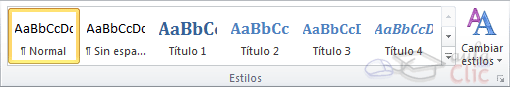 AaBbCcDc AaBbCcDc AaBbC AaBbCc AaBbCcI AaBbCcD
¶ Normal ¶ Sin espa... Título 1 Título 2 Título 3 Título 4
Cambiar
estilos
Estilos
aulaClic